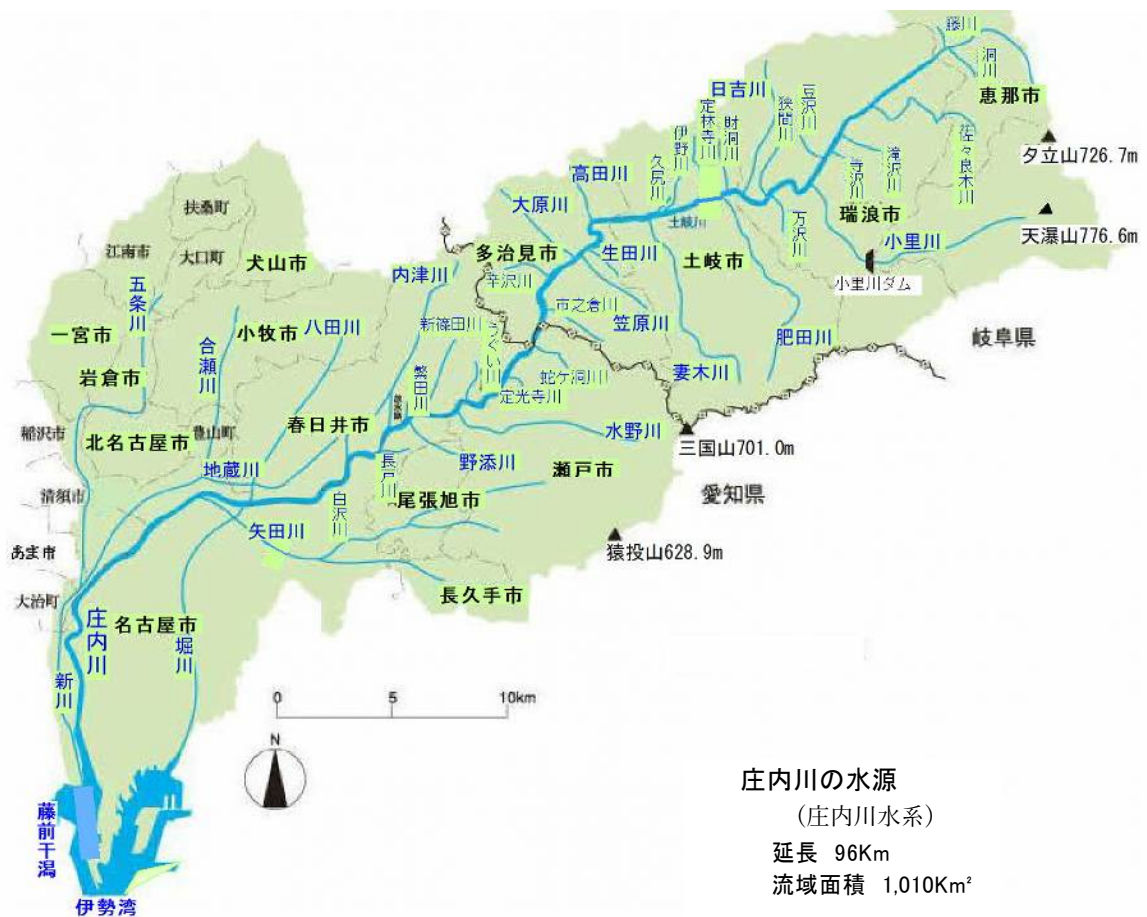 藤川
洞川
恵那市
日吉川
豆沢川
狭間川
定林寺川
財洞川
伊野川
久尻川
佐々良木川
夕立山726.7m
高田川
滝沢川
寺沢川
大原川
瑞浪市
天瀑山776.6m
扶桑町
万沢川
土岐川
小里川
江南市
大口町
犬山市
多治見市
生田川
土岐市
内津川
辛沢川
小里川ダム
五条川
市之倉川
一宮市
小牧市
八田川
新篠田川
うぐい川
笠原川
肥田川
岐阜県
合瀬川
岩倉市
繁田川
蛇ケ洞川
妻木川
定光寺川
稲沢市
北名古屋市
豊山町
春日井市
水野川
三国山701.0m
地蔵川
長戸川
野添川
瀬戸市
清須市
白沢川
尾張旭市
愛知県
矢田川
あま市
猿投山628.9m
大治町
長久手市
庄内川
名古屋市
堀川
新川
0 5 10km
N
庄内川の水源
(庄内川水系)
延長 96Km
流域面積 1,010Km²
藤前干潟
伊勢湾